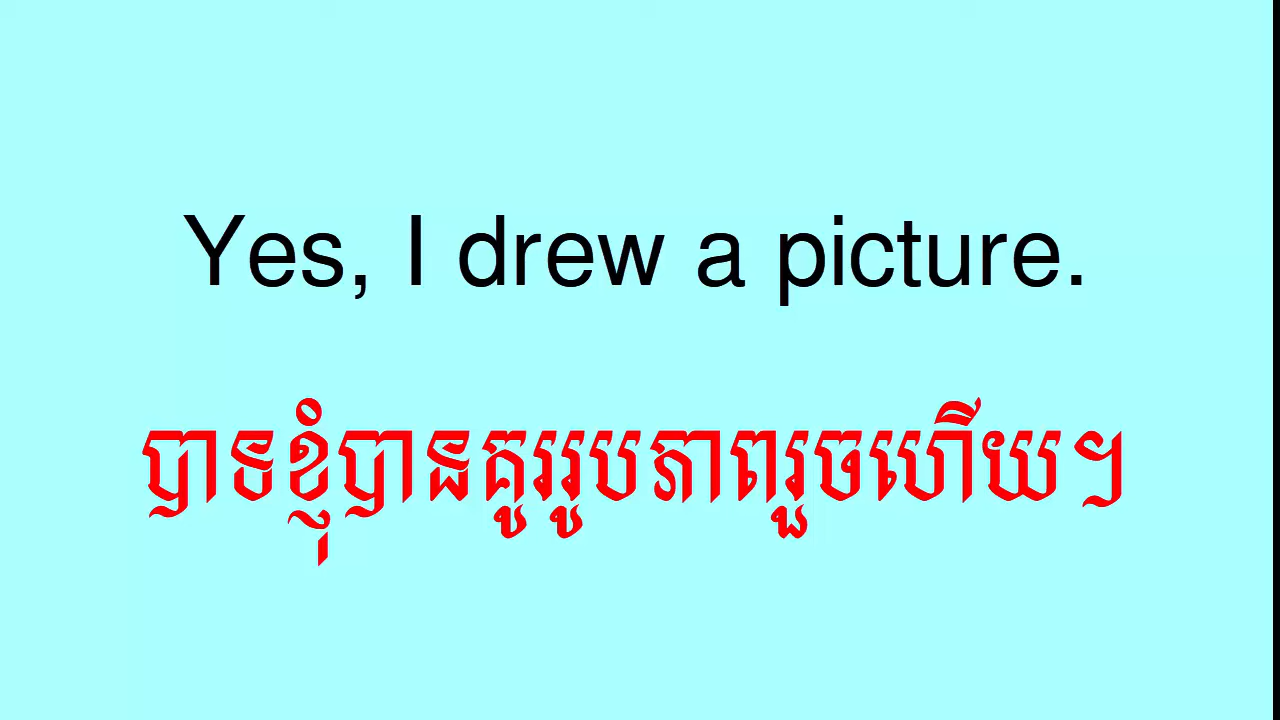 Yes, I drew a picture.
បាទខ្ញុំបានគូររូបភាពរួចហើយ។